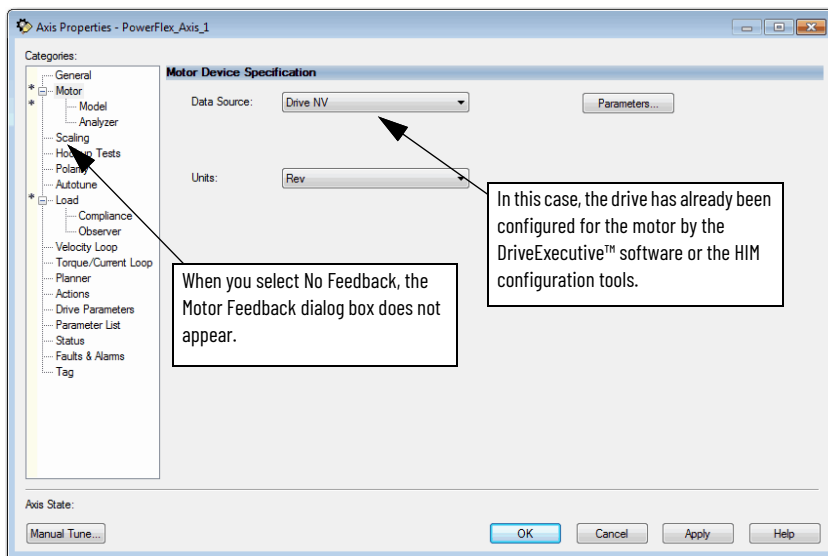 Axis Properties - PowerFlex_Axis_1
Categories:
General
* Motor
* Model
Analyzer
Scaling
Hookup Tests
Polarity
Autotune
* Load
Compliance
Observer
Velocity Loop
Torque/Current Loop
Planner
Actions
Drive Parameters
Parameter List
Status
Faults & Alarms
Tag
Motor Device Specification
Data Source:
Drive NV
Parameters...
Units:
Rev
In this case, the drive has already been
configured for the motor by the
DriveExecutive™ software or the HIM
configuration tools.
When you select No Feedback, the
Motor Feedback dialog box does not
appear.
Axis State:
Manual Tune...
OK
Cancel
Apply
Help